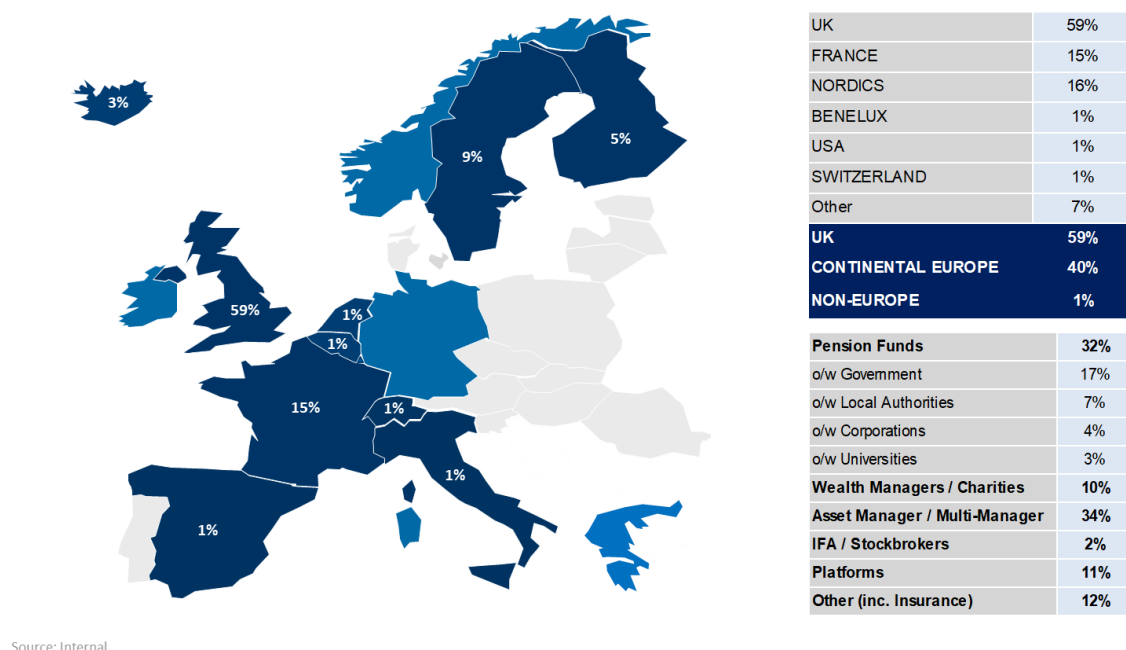 3%
9%
5%
59%
1%
1%
15%
1%
1%
1%
UK 59%
FRANCE 15%
NORDICS 16%
BENELUX 1%
USA 1%
SWITZERLAND 1%
Other 7%
UK 59%
CONTINENTAL EUROPE 40%
NON-EUROPE 1%
Pension Funds 32%
o/w Government 17%
o/w Local Authorities 7%
o/w Corporations 4%
o/w Universities 3%
Wealth Managers / Charities 10%
Asset Manager / Multi-Manager 34%
IFA / Stockbrokers 2%
Platforms 11%
Other (inc. Insurance) 12%
Source: Internal